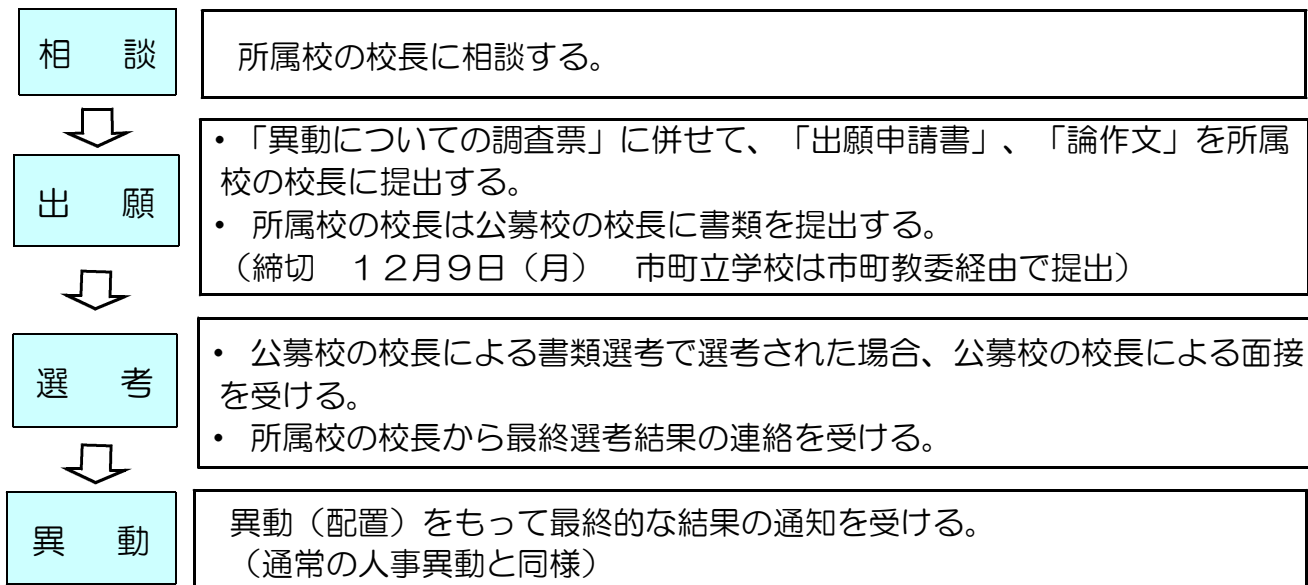 相　談
所属校の校長に相談する。
出　願
・「異動についての調査票」に併せて、「出願申請書」、「論作文」を所属
校の校長に提出する。
・ 所属校の校長は公募校の校長に書類を提出する。
（締切　１２月９日（月）　市町立学校は市町教委経由で提出）
選　考
・ 公募校の校長による書類選考で選考された場合、公募校の校長による面接
を受ける。
・ 所属校の校長から最終選考結果の連絡を受ける。
異　動
異動（配置）をもって最終的な結果の通知を受ける。
（通常の人事異動と同様）